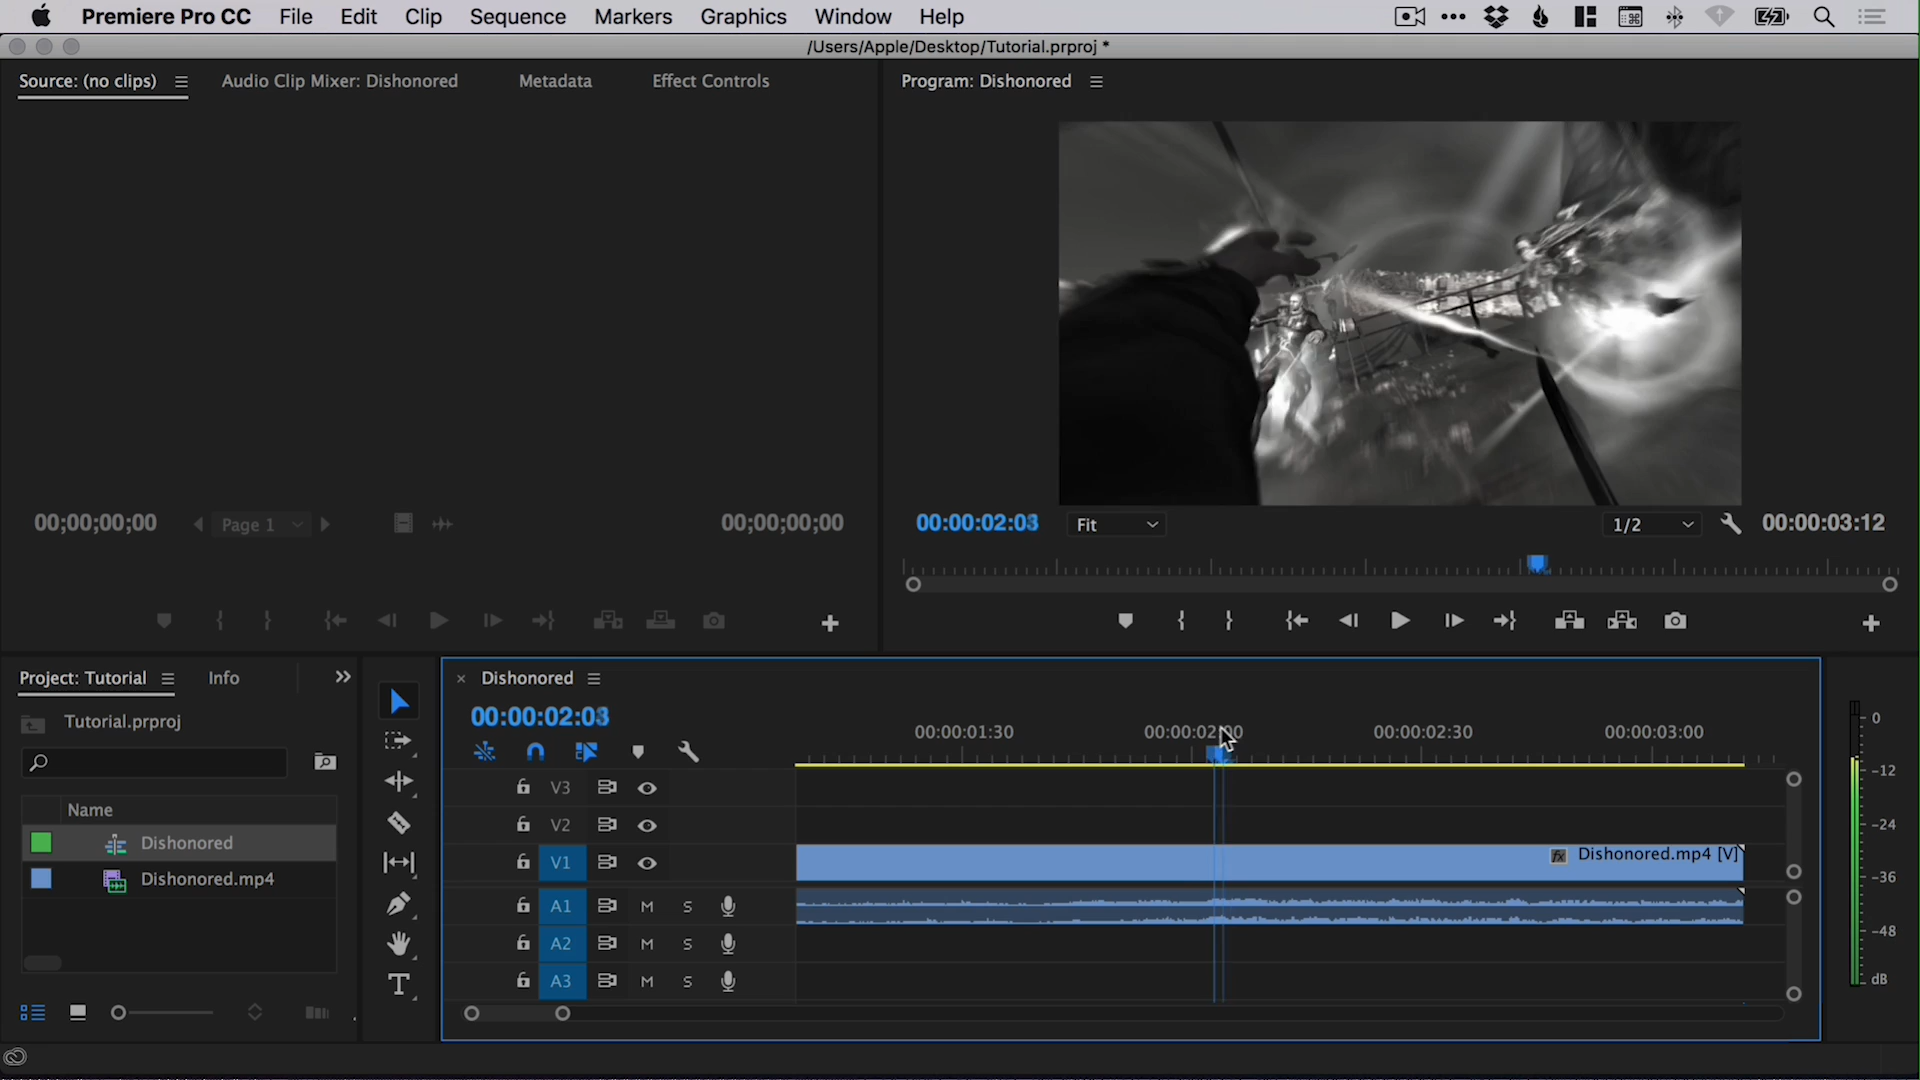 Premiere Pro CC File Edit Clip Sequence Markers Graphics Window Help
/Users/Apple/Desktop/Tutorial.prproj *
Source: (no clips) Audio Clip Mixer: Dishonored Metadata Effect Controls
Program: Dishonored
00;00;00;00 Page 1 00;00;00;00
00:00:02:03 Fit 1/2 00:00:03:12
Project: Tutorial Info
Tutorial.prproj
Name
Dishonored
Dishonored.mp4
T
Dishonored
00:00:02:03
00:00:01:30 00:00:02:00 00:00:02:30 00:00:03:00
V3
V2
V1 fx Dishonored.mp4 [V]
A1 M S
A2 M S
A3 M S
0
-12
-24
-36
-48
dB